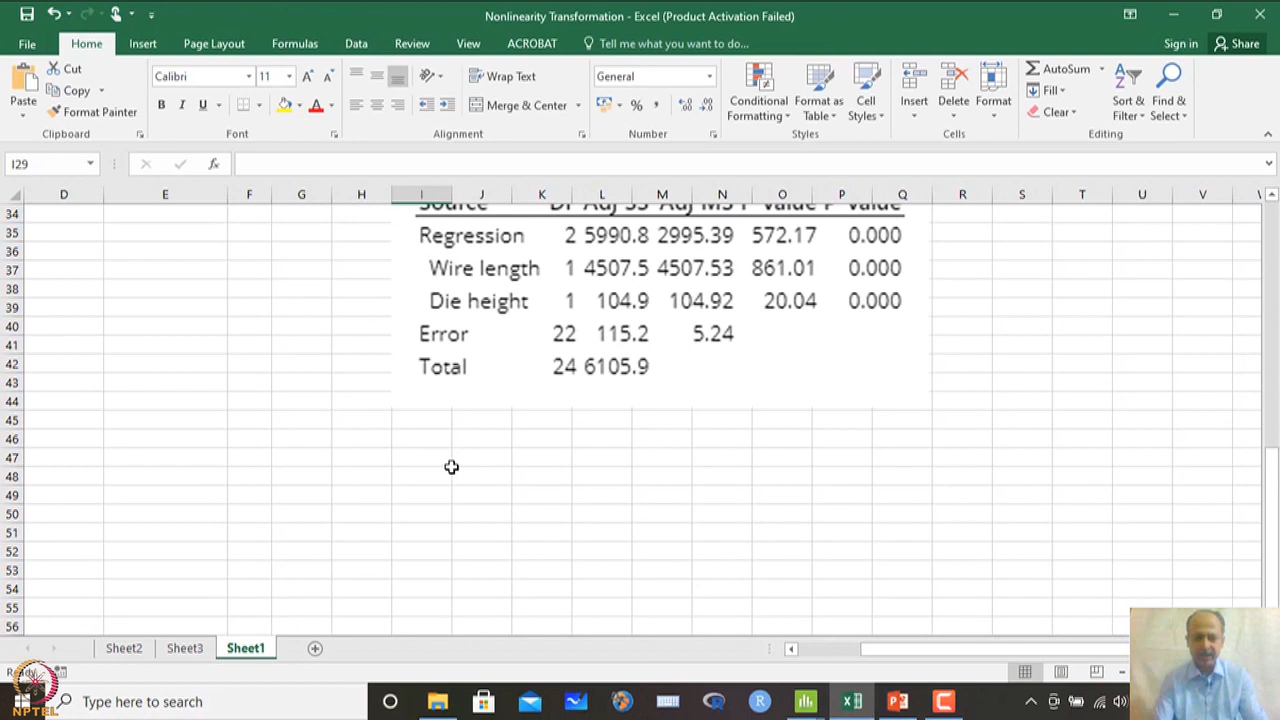 Nonlinearity Transformation - Excel (Product Activation Failed)
File Home Insert Page Layout Formulas Data Review View ACROBAT Tell me what you want to do... Sign in Share
Paste Cut Copy Format Painter Clipboard
Calibri 11 A A B I U A Font
Wrap Text Merge & Center Alignment
General % , Number
Conditional Formatting Format as Table Cell Styles Styles
Insert Delete Format Cells
AutoSum Fill Clear Sort & Filter Find & Select Editing
I29 fx
D E F G H I J K L M N O P Q R S T U V
34 Source DF Adj SS Adj MS F-Value P-Value
35 Regression 2 5990.8 2995.39 572.17 0.000
36
37 Wire length 1 4507.5 4507.53 861.01 0.000
38
39 Die height 1 104.9 104.92 20.04 0.000
40 Error 22 115.2 5.24
41
42 Total 24 6105.9
43
44
45
46
47
48
49
50
51
52
53
54
55
56
Sheet2 Sheet3 Sheet1
NPTEL
Type here to search